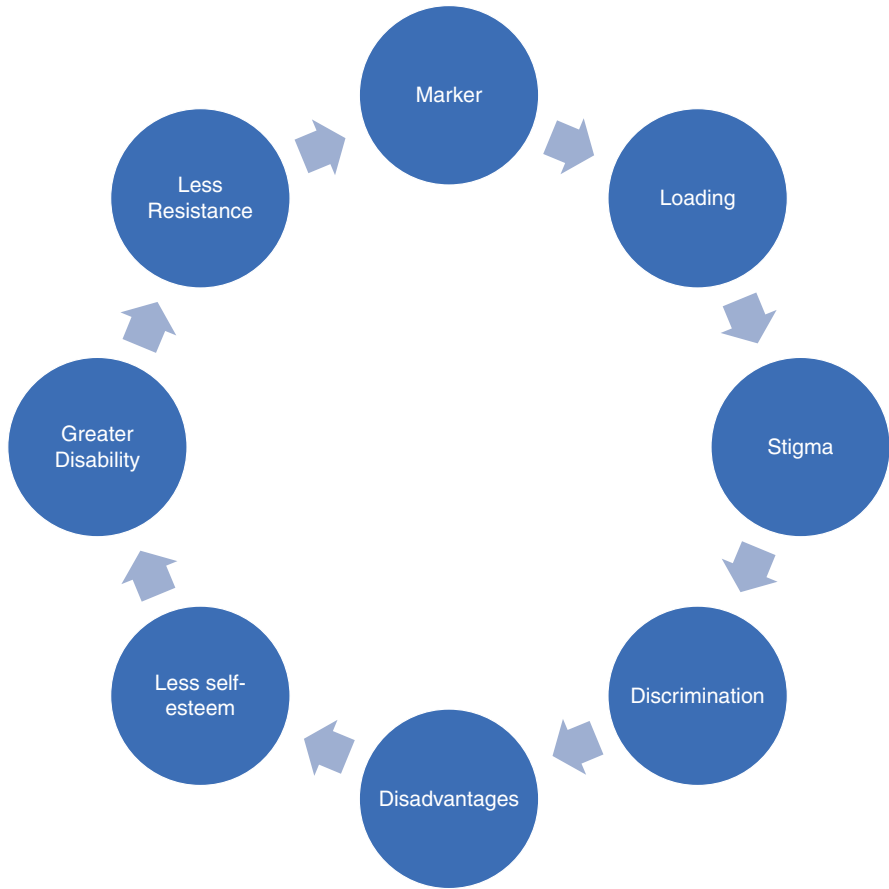 Marker
Loading
Stigma
Discrimination
Disadvantages
Less self-
esteem
Greater
Disability
Less
Resistance